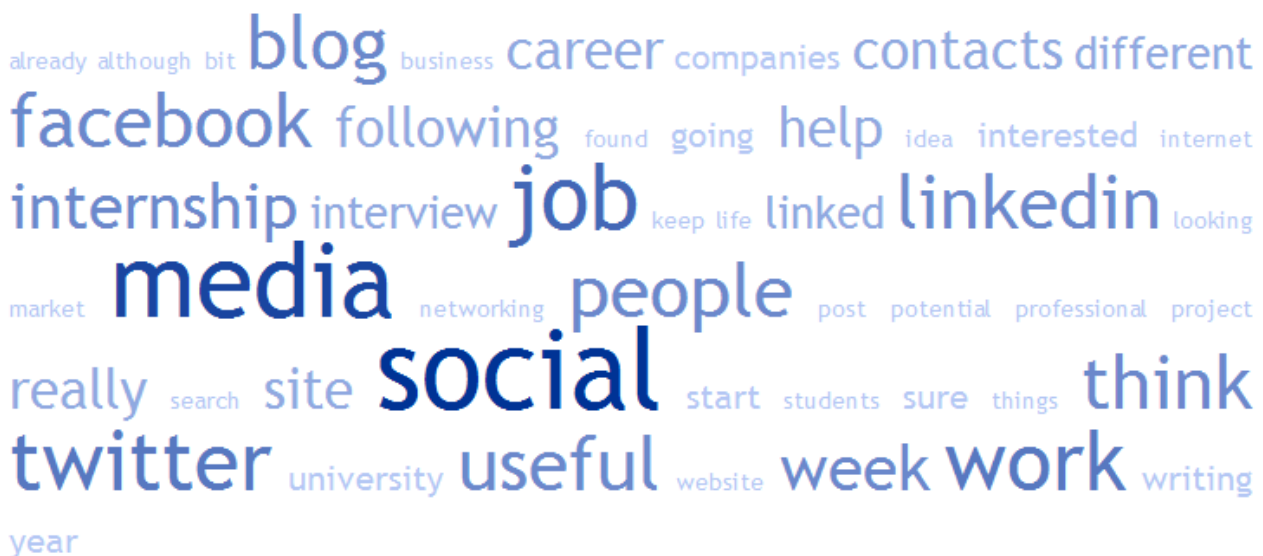 already although bit blog business career companies contacts different
facebook following found going help idea interested internet
internship interview job keep life linked linkedin looking
market media networking people post potential professional project
really search site social start students sure things think
twitter university useful website week work writing
year